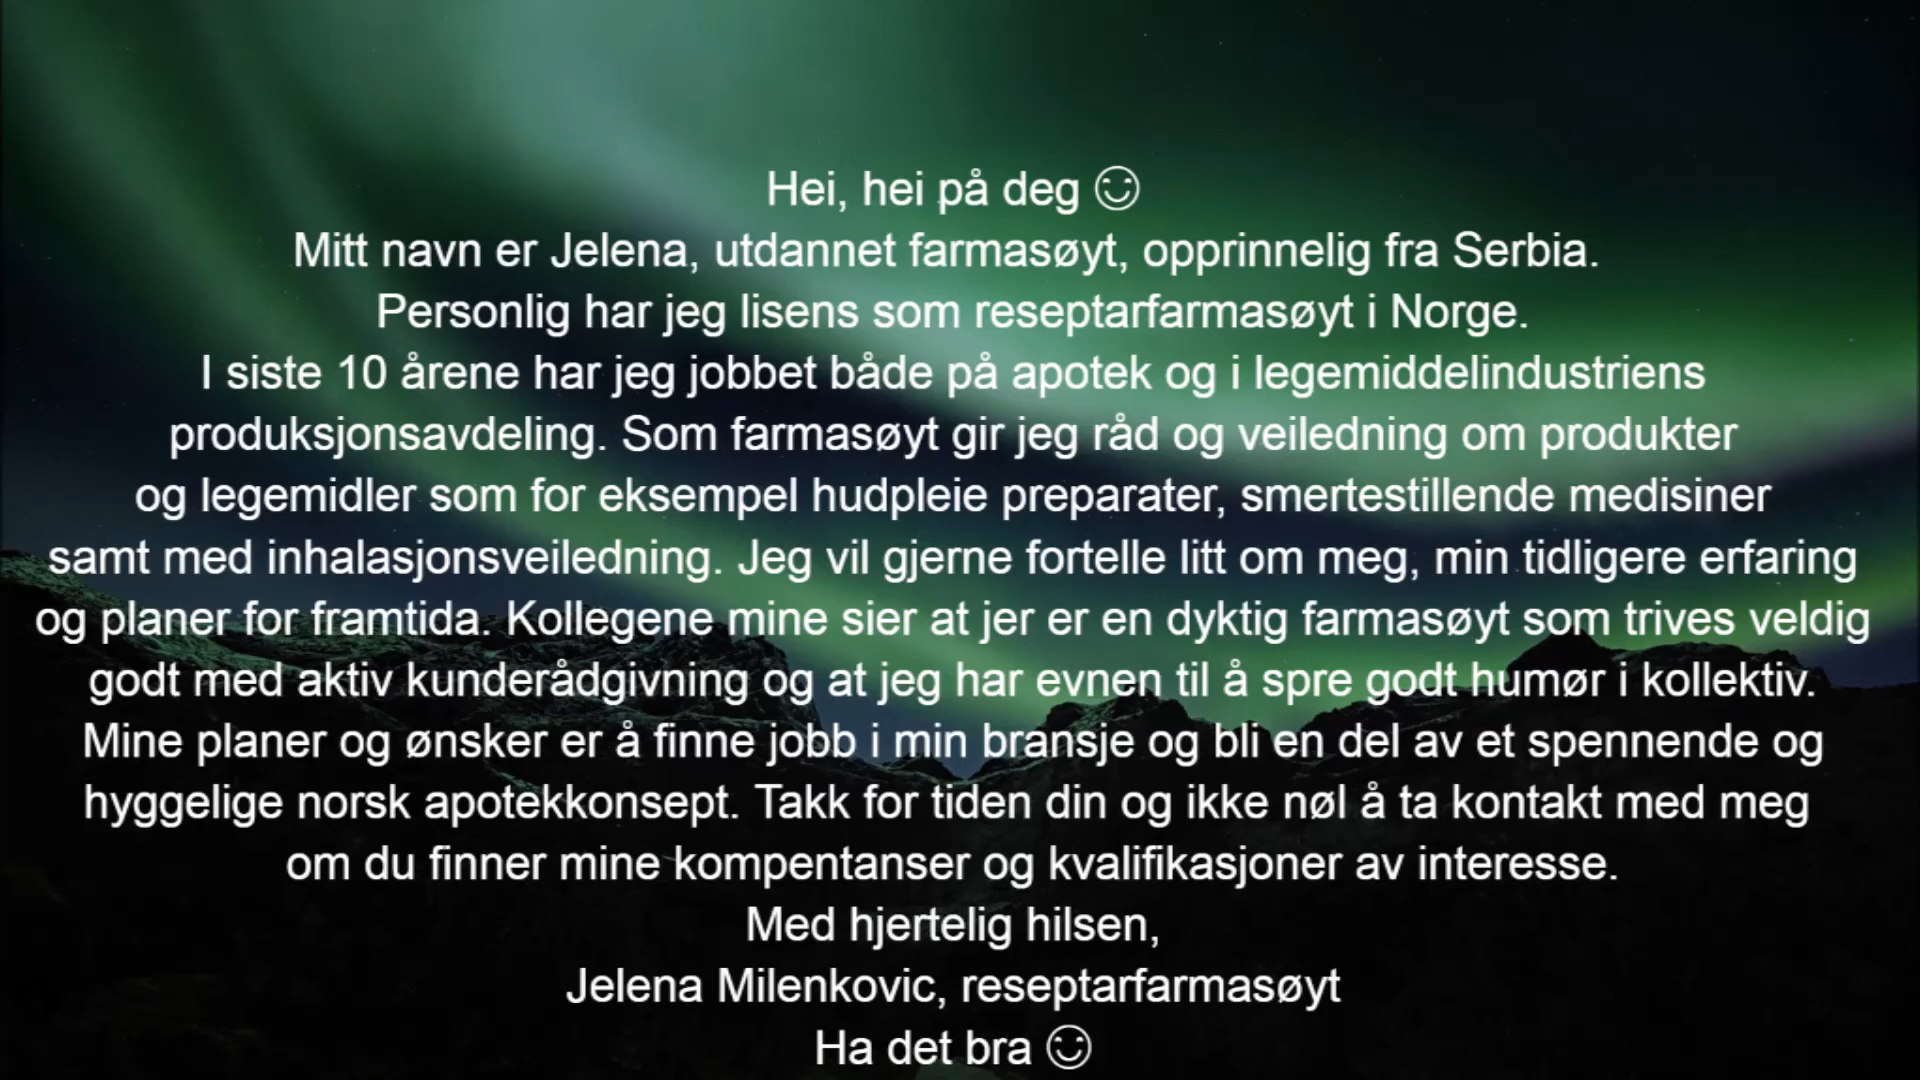 Hei, hei på deg ☺
Mitt navn er Jelena, utdannet farmasøyt, opprinnelig fra Serbia.
Personlig har jeg lisens som reseptarfarmasøyt i Norge.
I siste 10 årene har jeg jobbet både på apotek og i legemiddelindustriens
produksjonsavdeling. Som farmasøyt gir jeg råd og veiledning om produkter
og legemidler som for eksempel hudpleie preparater, smertestillende medisiner
samt med inhalasjonsveiledning. Jeg vil gjerne fortelle litt om meg, min tidligere erfaring
og planer for framtida. Kollegene mine sier at jer er en dyktig farmasøyt som trives veldig
godt med aktiv kunderådgivning og at jeg har evnen til å spre godt humør i kollektiv.
Mine planer og ønsker er å finne jobb i min bransje og bli en del av et spennende og
hyggelige norsk apotekkonsept. Takk for tiden din og ikke nøl å ta kontakt med meg
om du finner mine kompentanser og kvalifikasjoner av interesse.
Med hjertelig hilsen,
Jelena Milenkovic, reseptarfarmasøyt
Ha det bra ☺